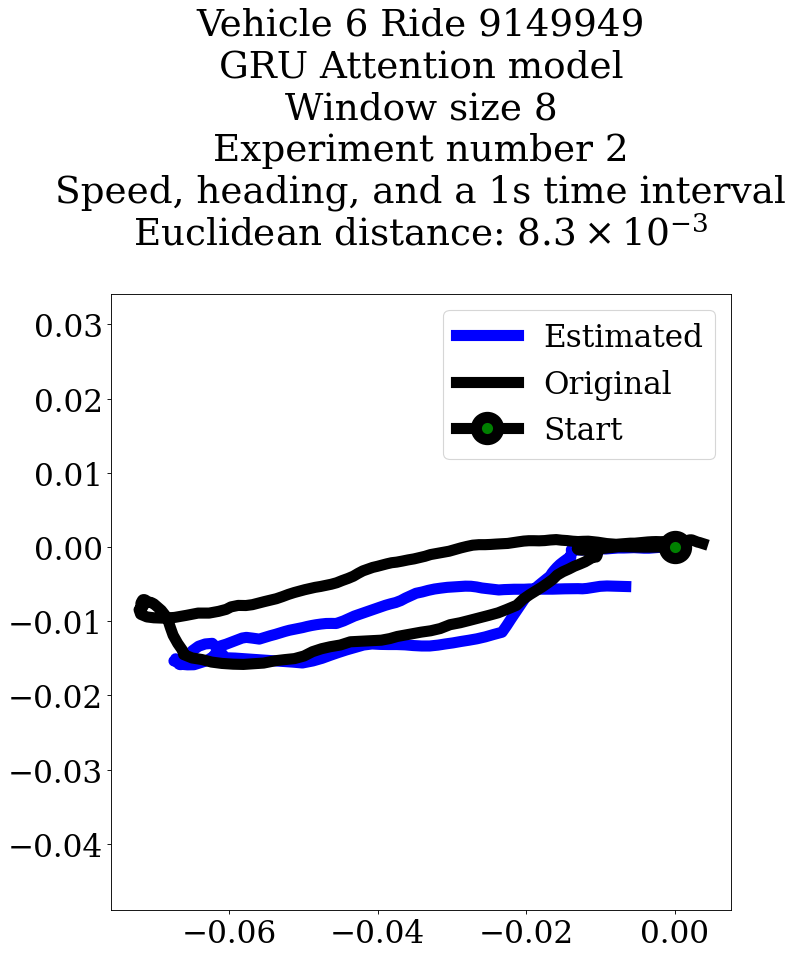 Vehicle 6 Ride 9149949
GRU Attention model
Window size 8
Experiment number 2
Speed, heading, and a 1s time interval
Euclidean distance: 8.3 × 10⁻³
Estimated
Original
Start
0.03
0.02
0.01
0.00
−0.01
−0.02
−0.03
−0.04
−0.06
−0.04
−0.02
0.00